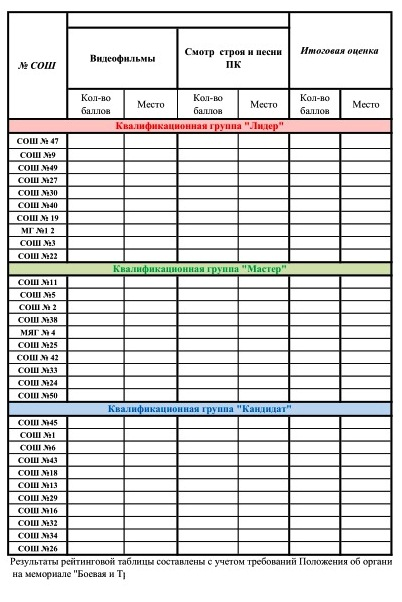 № СОШ
Видеофильмы
Смотр строя и песни
ПК
Итоговая оценка
Кол-во баллов Место Кол-во баллов Место Кол-во баллов Место
Квалификационная группа "Лидер"
СОШ № 47
СОШ №9
СОШ №49
СОШ №27
СОШ №30
СОШ №40
СОШ № 19
МГ №1 2
СОШ №3
СОШ №22
Квалификационная группа "Мастер"
СОШ №11
СОШ №5
СОШ № 2
СОШ №38
МЯГ № 4
СОШ №25
СОШ № 42
СОШ №33
СОШ №24
СОШ №50
Квалификационная группа "Кандидат"
СОШ №45
СОШ №1
СОШ №6
СОШ №43
СОШ №18
СОШ №13
СОШ №29
СОШ №16
СОШ №32
СОШ №34
СОШ №26
Результаты рейтинговой таблицы составлены с учетом требований Положения об органи
на мемориале "Боевая и Т